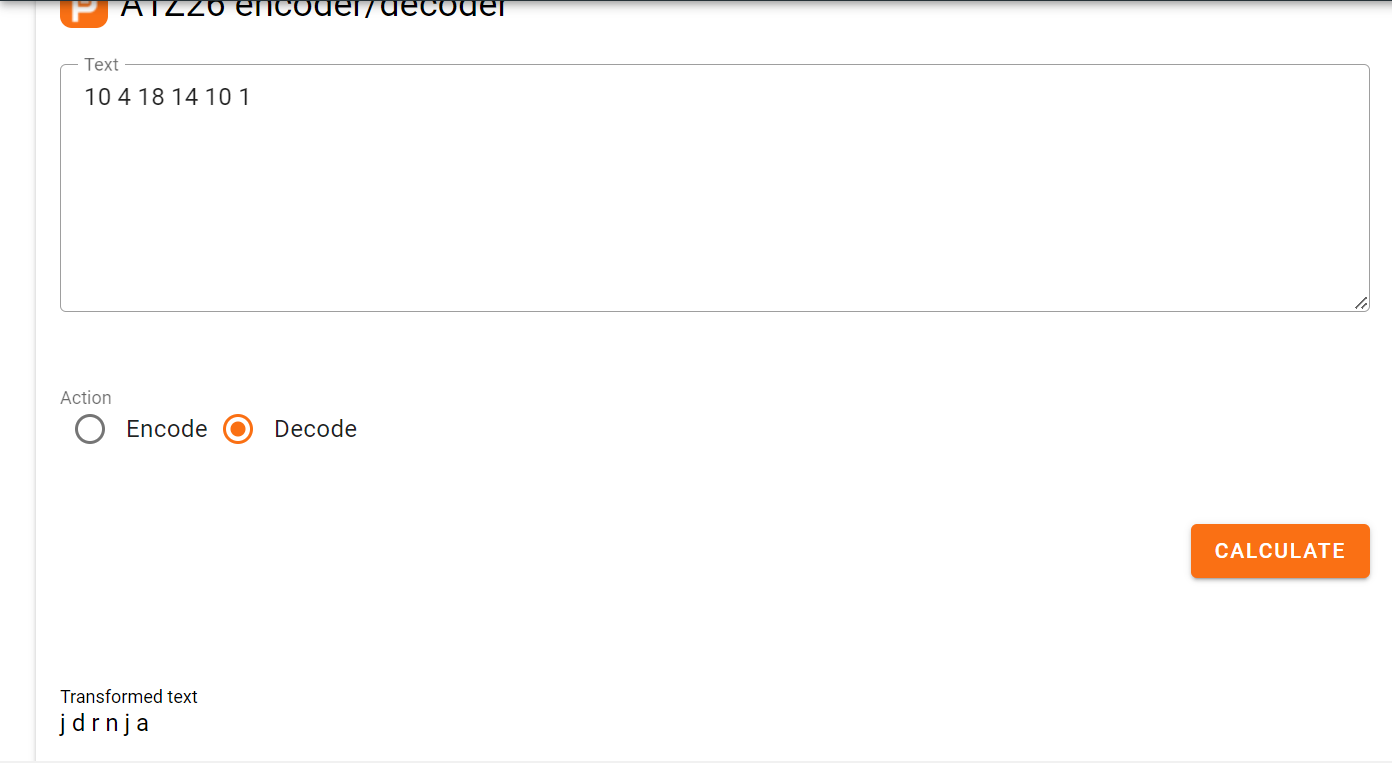 A1Z26 encoder/decoder
Text
10 4 18 14 10 1
Action
Encode Decode
CALCULATE
Transformed text
j d r n j a